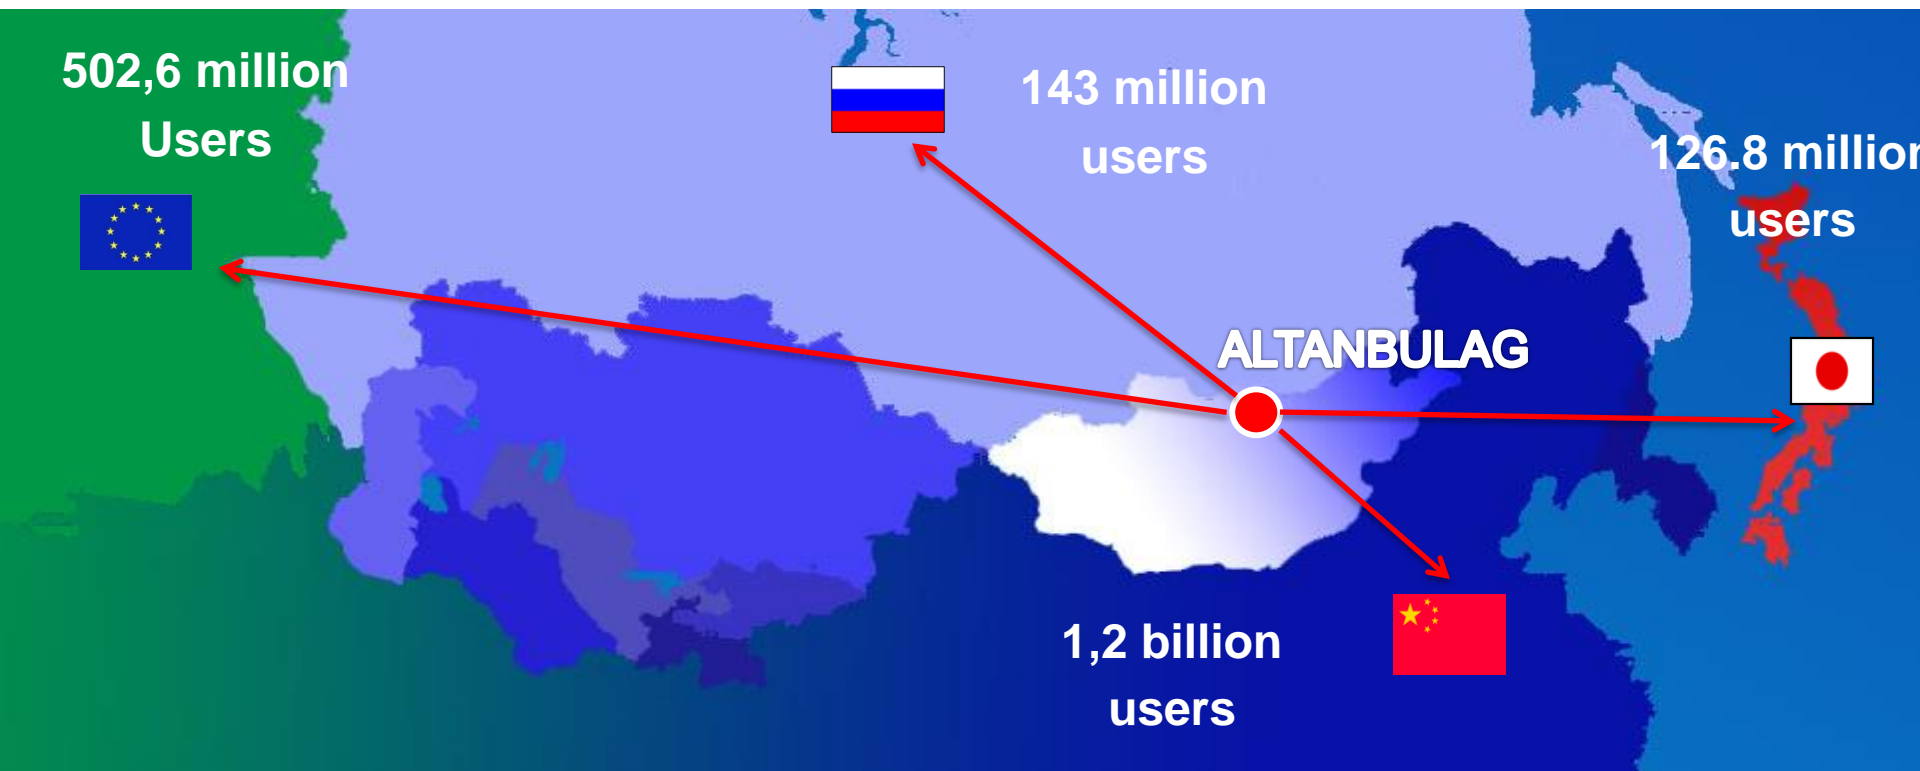 502,6 million
Users
143 million
users
126.8 million
users
ALTANBULAG
1,2 billion
users